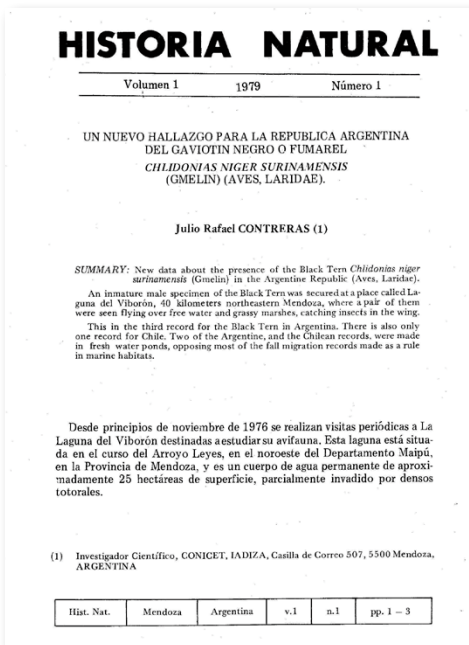 HISTORIA NATURAL
Volumen 1 1979 Número 1
UN NUEVO HALLAZGO PARA LA REPUBLICA ARGENTINA
DEL GAVIOTIN NEGRO O FUMAREL
CHLIDONIAS NIGER SURINAMENSIS
(GMELIN) (AVES, LARIDAE).
Julio Rafael CONTRERAS (1)
SUMMARY: New data about the presence of the Black Tern Chlidonias niger
surinamensis (Gmelin) in the Argentine Republic (Aves, Laridae).
An inmature male specimen of the Black Tern was secured at a place called La-
guna del Viborón, 40 kilometers northeastern Mendoza, where a pair of them
were seen flying over free water and grassy marshes, catching insects in the wing.
This in the third record for the Black Tern in Argentina. There is also only
one record for Chile. Two of the Argentine, and the Chilean records, were made
in fresh water ponds, opposing most of the fall migration records made as a rule
in marine habitats.
Desde principios de noviembre de 1976 se realizan visitas periódicas a La
Laguna del Viborón destinadas a estudiar su avifauna. Esta laguna está situa-
da en el curso del Arroyo Leyes, en el noroeste del Departamento Maipú,
en la Provincia de Mendoza, y es un cuerpo de agua permanente de aproxi-
madamente 25 hectáreas de superficie, parcialmente invadido por densos
totorales.
(1) Investigador Científico, CONICET, IADIZA, Casilla de Correo 507, 5500 Mendoza,
ARGENTINA
Hist. Nat. Mendoza Argentina v.1 n.1 pp. 1 – 3